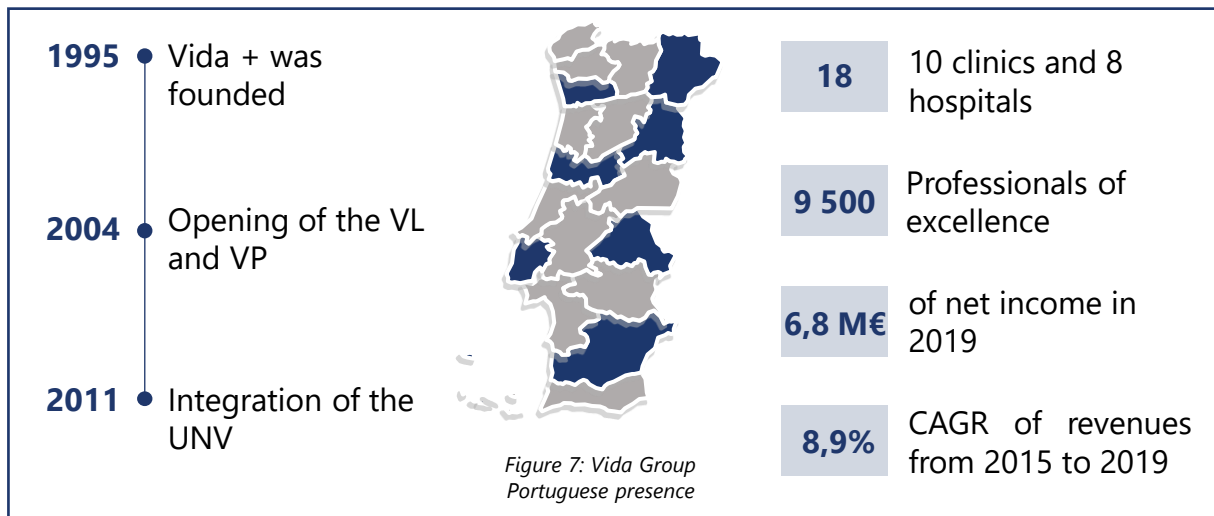 1995
Vida + was
founded
2004
Opening of the VL
and VP
2011
Integration of the
UNV
Figure 7: Vida Group
Portuguese presence
18
10 clinics and 8
hospitals
9 500
Professionals of
excellence
6,8 M€
of net income in
2019
8,9%
CAGR of revenues
from 2015 to 2019